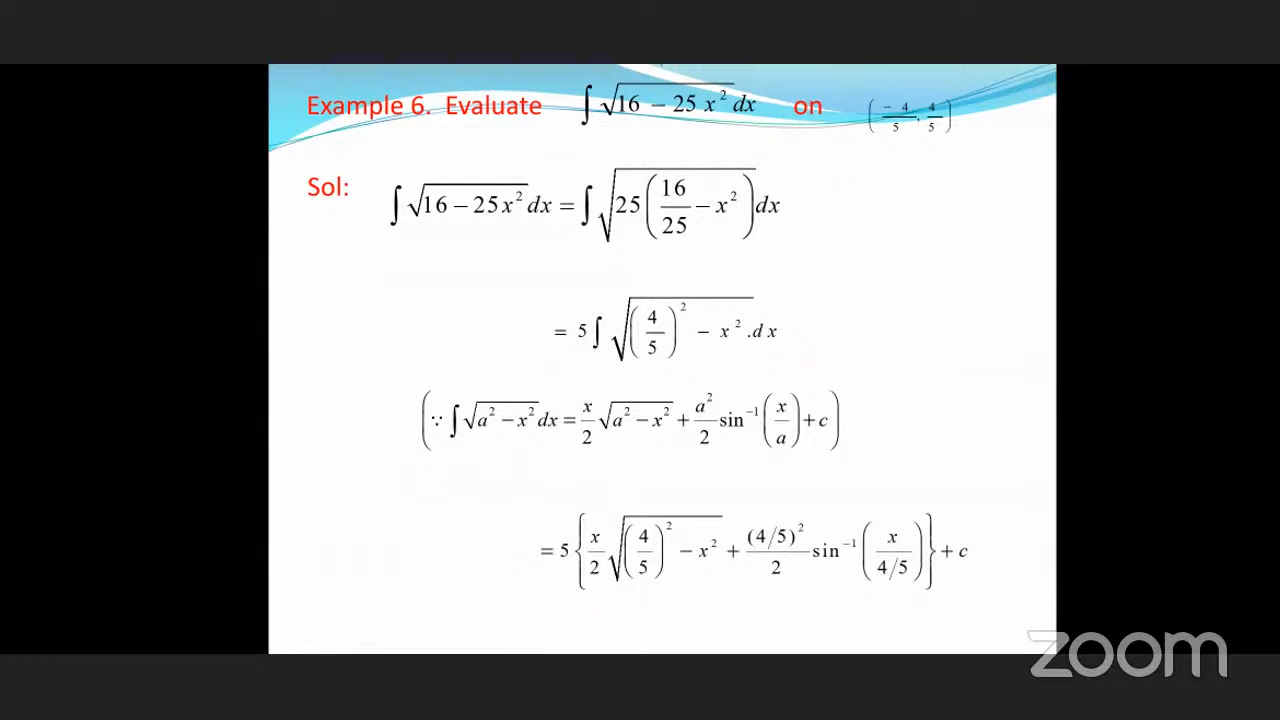 Example 6. Evaluate ∫ √(16 − 25 x²) dx on (−4/5, 4/5)
Sol: ∫ √(16 − 25x²) dx = ∫ √(25(16/25 − x²)) dx
= 5 ∫ √((4/5)² − x²) .dx
(∵ ∫ √(a² − x²) dx = x/2 √(a² − x²) + a²/2 sin⁻¹(x/a) + c)
= 5 {x/2 √((4/5)² − x²) + (4/5)²/2 sin⁻¹(x/(4/5))} + c
zoom